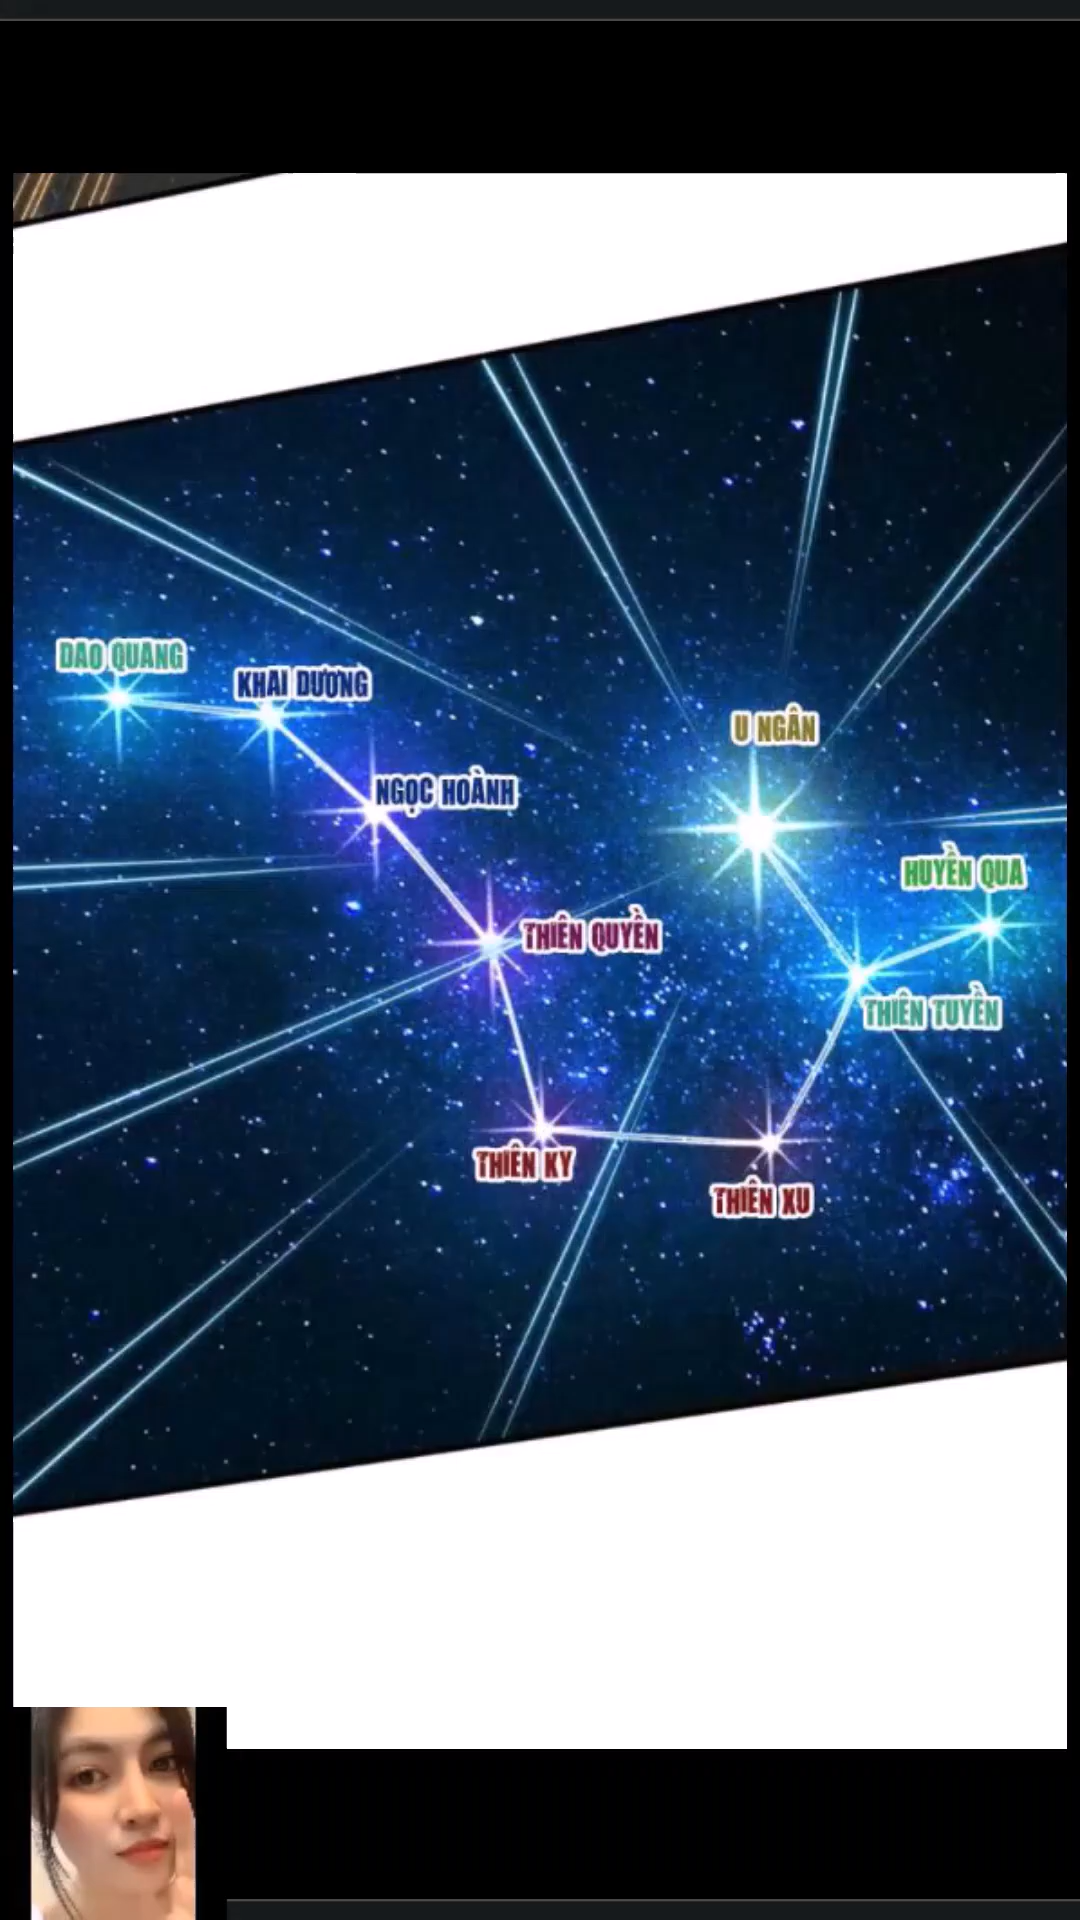 DAO QUANG
KHAI DƯƠNG
U NGÂN
NGỌC HOÀNH
HUYỀN QUA
THIÊN QUYỀN
THIÊN TUYỀN
THIÊN KY
THIÊN XU